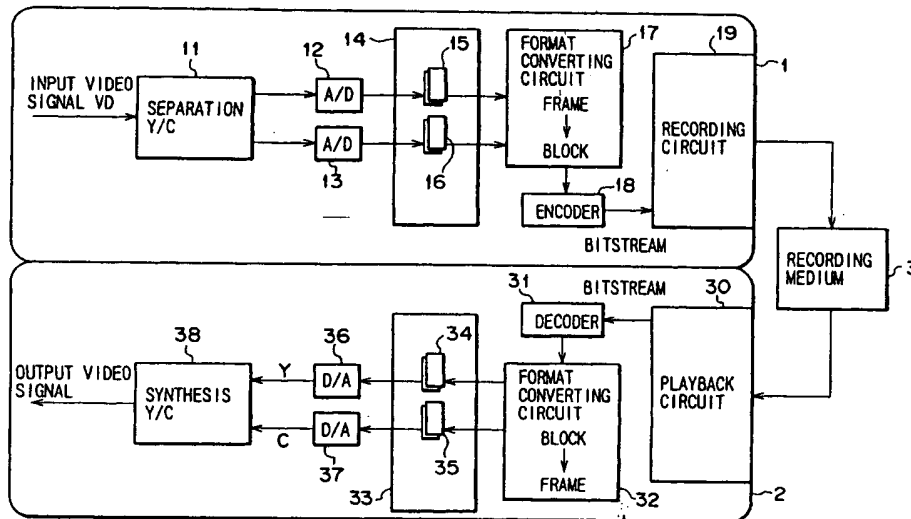 14
15
17
19
11
12
FORMAT
CONVERTING
CIRCUIT
1
INPUT VIDEO
SIGNAL VD
SEPARATION
Y/C
A/D
FRAME
RECORDING
CIRCUIT
A/D
BLOCK
13
16
18
ENCODER
BITSTREAM
RECORDING
MEDIUM
3
31
BITSTREAM
30
DECODER
38
36
34
OUTPUT VIDEO
SIGNAL
SYNTHESIS
Y/C
Y
D/A
FORMAT
CONVERTING
CIRCUIT
PLAYBACK
CIRCUIT
C
D/A
BLOCK
37
35
FRAME
33
32
2